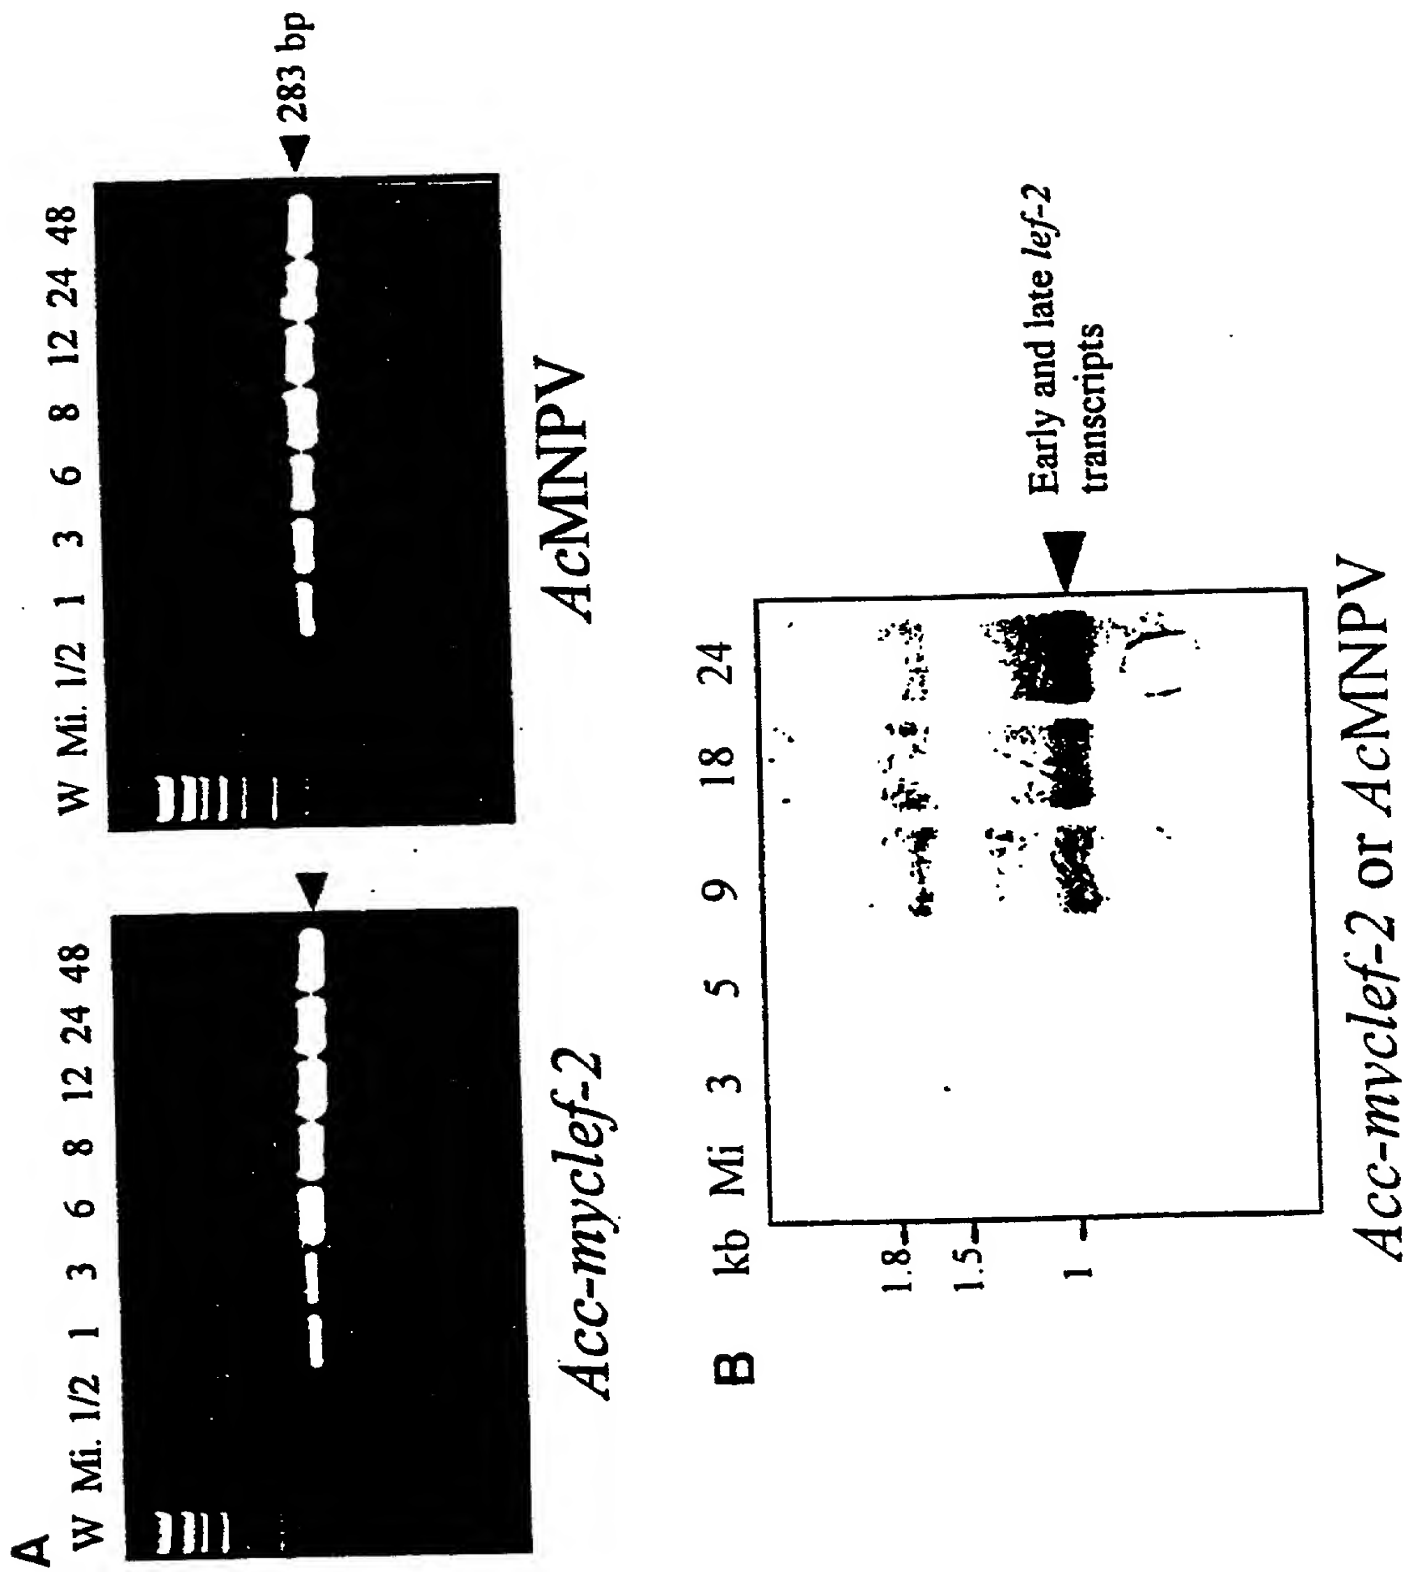 A
W Mi. 1/2 1 3 6 8 12 24 48
Acc-myclef-2
W Mi. 1/2 1 3 6 8 12 24 48
283 bp
AcMNPV
B
kb Mi 3 5 9 18 24
1.8-
1.5-
1-
Early and late lef-2
transcripts
Acc-myclef-2 or AcMNPV